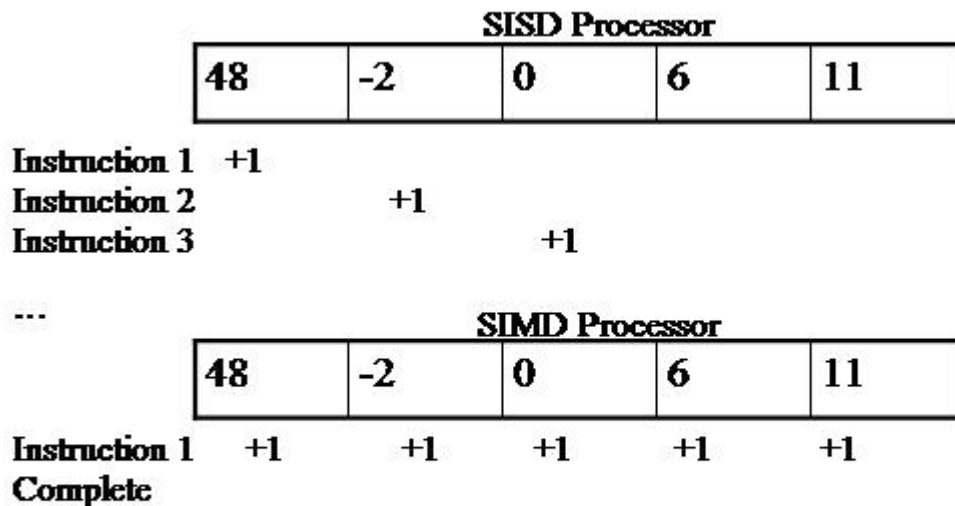 SISD Processor
48 -2 0 6 11
Instruction 1 +1
Instruction 2 +1
Instruction 3 +1
...
SIMD Processor
48 -2 0 6 11
Instruction 1 +1 +1 +1 +1 +1
Complete